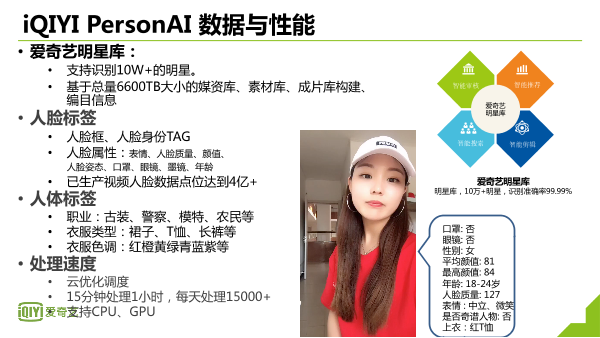 iQIYI PersonAI 数据与性能
• 爱奇艺明星库：
• 支持识别10W+的明星。
• 基于总量6600TB大小的媒资库、素材库、成片库构建、
编目信息
• 人脸标签
• 人脸框、人脸身份TAG
• 人脸属性：表情、人脸质量、颜值、
人脸姿态、口罩、眼镜、墨镜、年龄
• 已生产视频人脸数据点位达到4亿+
• 人体标签
• 职业：古装、警察、模特、农民等
• 衣服类型：裙子、T恤、长裤等
• 衣服色调：红橙黄绿青蓝紫等
• 处理速度
• 云优化调度
• 15分钟处理1小时，每天处理15000+
• 支持CPU、GPU
iQIYI 爱奇艺
智能审核
智能推荐
爱奇艺
明星库
智能搜索
智能剪辑
爱奇艺明星库
明星库，10万+明星，识别准确率99.99%
口罩: 否
眼镜: 否
性别: 女
平均颜值: 81
最高颜值: 84
年龄: 18-24岁
人脸质量: 127
表情 : 中立、微笑
是否奇谱人物: 否
上衣 : 红T恤